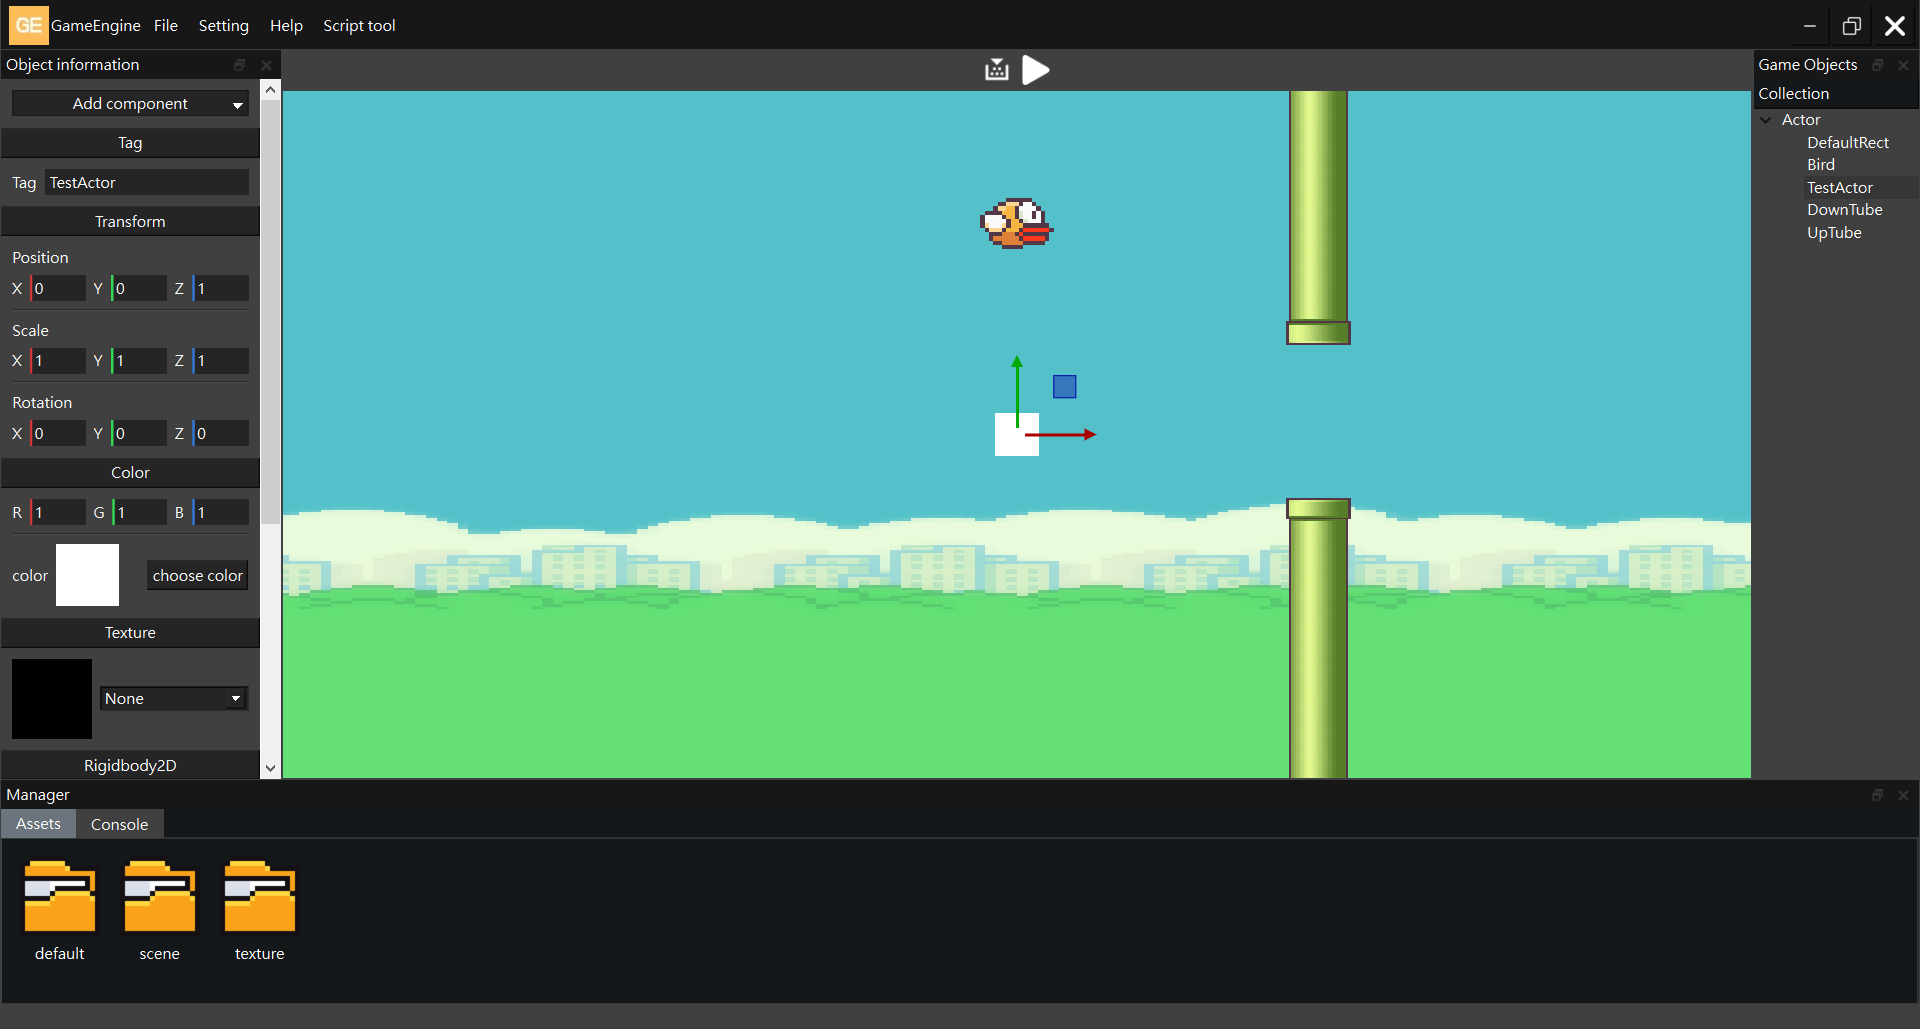 GE GameEngine File Setting Help Script tool
Object information
Add component
Tag
Tag TestActor
Transform
Position
X 0 Y 0 Z 1
Scale
X 1 Y 1 Z 1
Rotation
X 0 Y 0 Z 0
Color
R 1 G 1 B 1
color choose color
Texture
None
Rigidbody2D
Game Objects
Collection
Actor
DefaultRect
Bird
TestActor
DownTube
UpTube
Manager
Assets Console
default scene texture